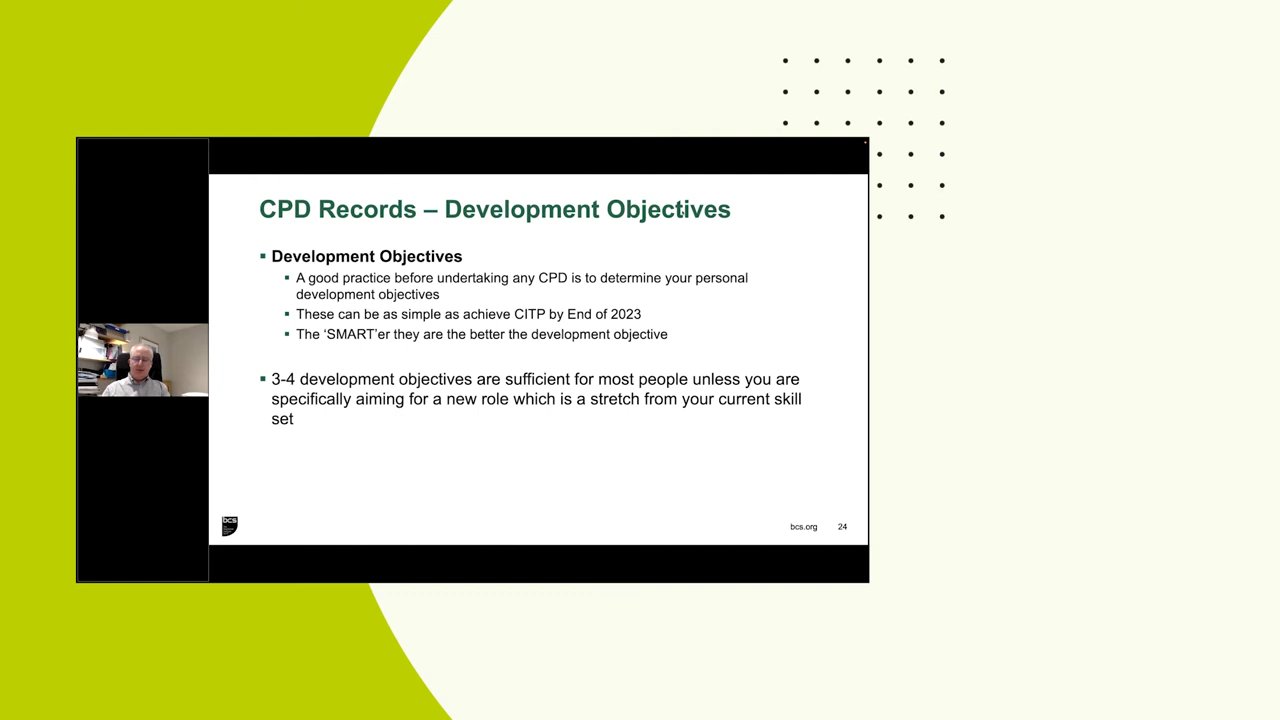 CPD Records – Development Objectives
Development Objectives
A good practice before undertaking any CPD is to determine your personal
development objectives
These can be as simple as achieve CITP by End of 2023
The ‘SMART’er they are the better the development objective
3-4 development objectives are sufficient for most people unless you are
specifically aiming for a new role which is a stretch from your current skill
set
bcs
bcs.org
24